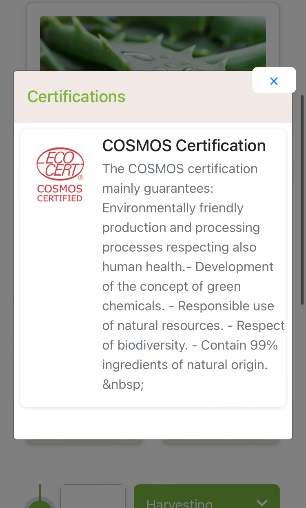 ×
Certifications
COSMOS Certification
ECO
CERT®
COSMOS
CERTIFIED
The COSMOS certification
mainly guarantees:
Environmentally friendly
production and processing
processes respecting also
human health.- Development
of the concept of green
chemicals. - Responsible use
of natural resources. - Respect
of biodiversity. - Contain 99%
ingredients of natural origin.
&nbsp;
Harvesting